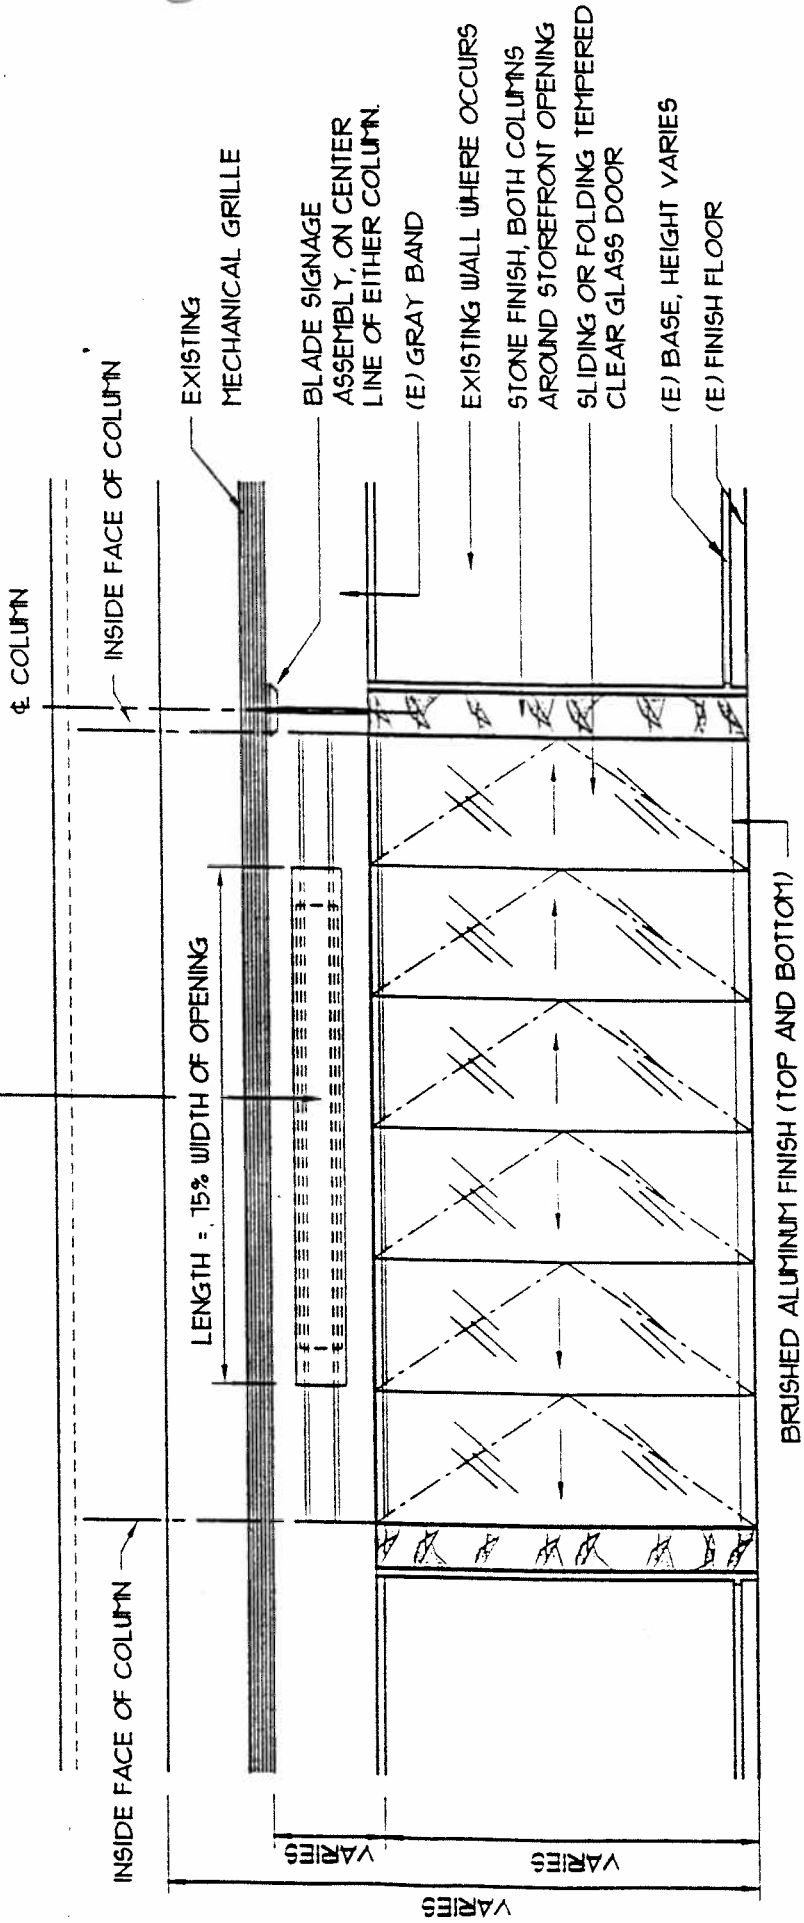 ℄ COLUMN
INSIDE FACE OF COLUMN
EXISTING
MECHANICAL GRILLE
BLADE SIGNAGE
ASSEMBLY, ON CENTER
LINE OF EITHER COLUMN.
(E) GRAY BAND
EXISTING WALL WHERE OCCURS
STONE FINISH, BOTH COLUMNS
AROUND STOREFRONT OPENING
SLIDING OR FOLDING TEMPERED
CLEAR GLASS DOOR
(E) BASE, HEIGHT VARIES
(E) FINISH FLOOR
LENGTH = 75% WIDTH OF OPENING
INSIDE FACE OF COLUMN
VARIES
VARIES
VARIES
BRUSHED ALUMINUM FINISH (TOP AND BOTTOM)